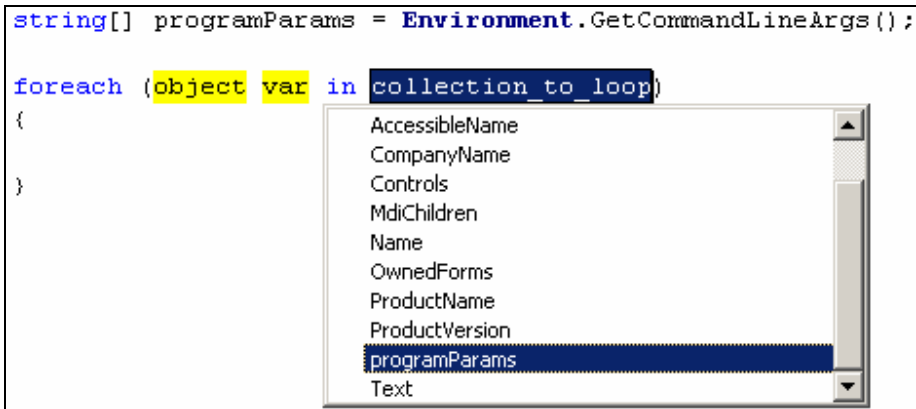 string[] programParams = Environment.GetCommandLineArgs();
foreach (object var in collection_to_loop)
{
AccessibleName
CompanyName
}
Controls
MdiChildren
Name
OwnedForms
ProductName
ProductVersion
programParams
Text